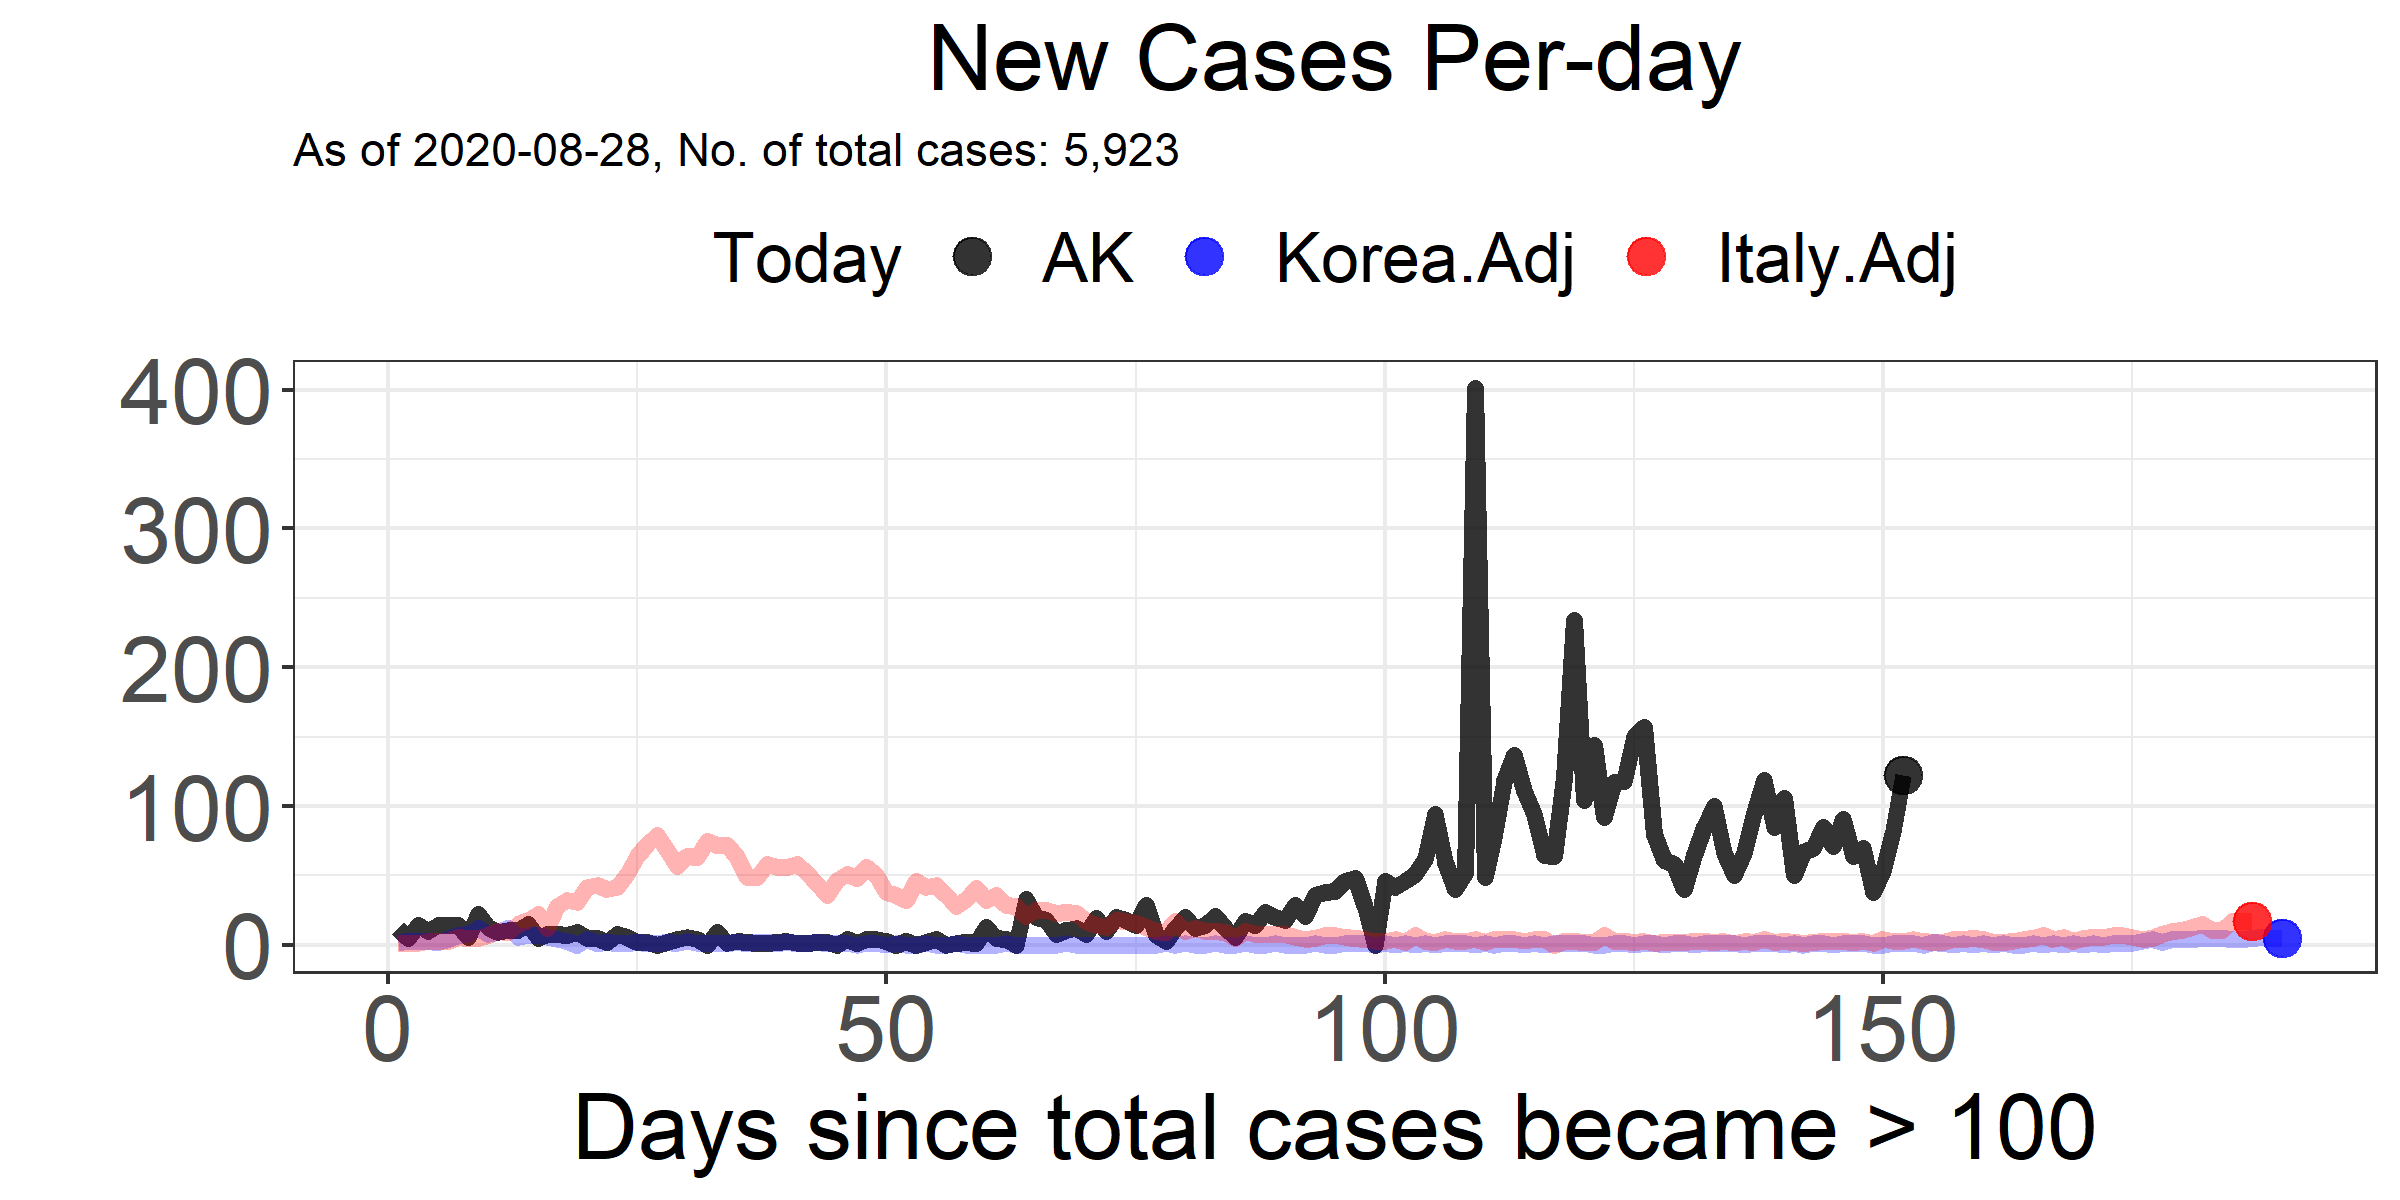 New Cases Per-day
As of 2020-08-28, No. of total cases: 5,923
Today AK Korea.Adj Italy.Adj
400
300
200
100
0
0 50 100 150
Days since total cases became > 100